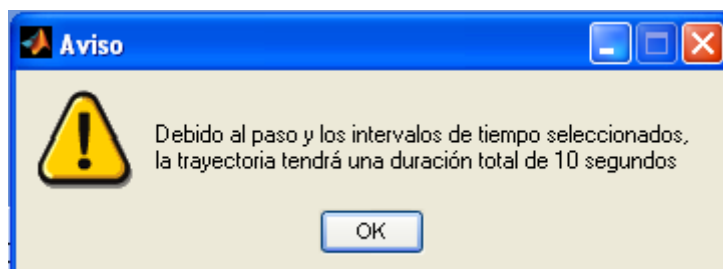 Aviso
Debido al paso y los intervalos de tiempo seleccionados,
la trayectoria tendrá una duración total de 10 segundos
OK